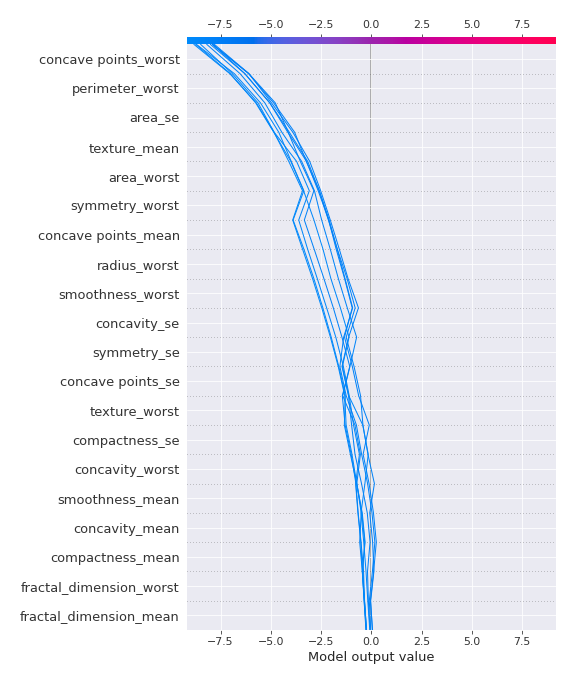 −7.5 −5.0 −2.5 0.0 2.5 5.0 7.5
concave points_worst
perimeter_worst
area_se
texture_mean
area_worst
symmetry_worst
concave points_mean
radius_worst
smoothness_worst
concavity_se
symmetry_se
concave points_se
texture_worst
compactness_se
concavity_worst
smoothness_mean
concavity_mean
compactness_mean
fractal_dimension_worst
fractal_dimension_mean
−7.5 −5.0 −2.5 0.0 2.5 5.0 7.5
Model output value